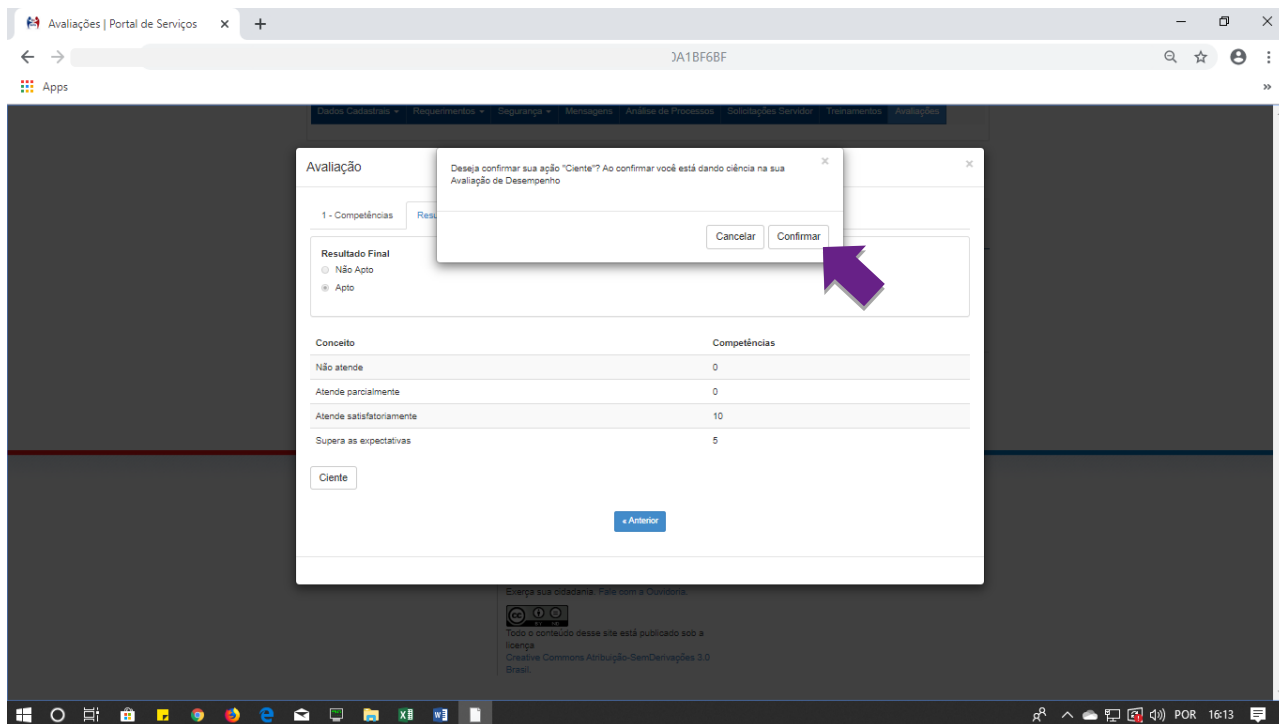 Avaliações | Portal de Serviços
0A1BF6BF
Apps
Dados Cadastrais Requerimentos Segurança Mensagens Análise de Processos Solicitações Servidor Treinamentos Avaliações
Avaliação
Deseja confirmar sua ação "Ciente"? Ao confirmar você está dando ciência na sua
Avaliação de Desempenho
Cancelar Confirmar
1 - Competências
Resultado Final
Não Apto
Apto
Conceito Competências
Não atende 0
Atende parcialmente 0
Atende satisfatoriamente 10
Supera as expectativas 5
Ciente
« Anterior
Exerça sua cidadania. Fale com a Ouvidoria.
Todo o conteúdo desse site está publicado sob a
licença
Creative Commons Atribuição-SemDerivações 3.0
Brasil.
POR 16:13